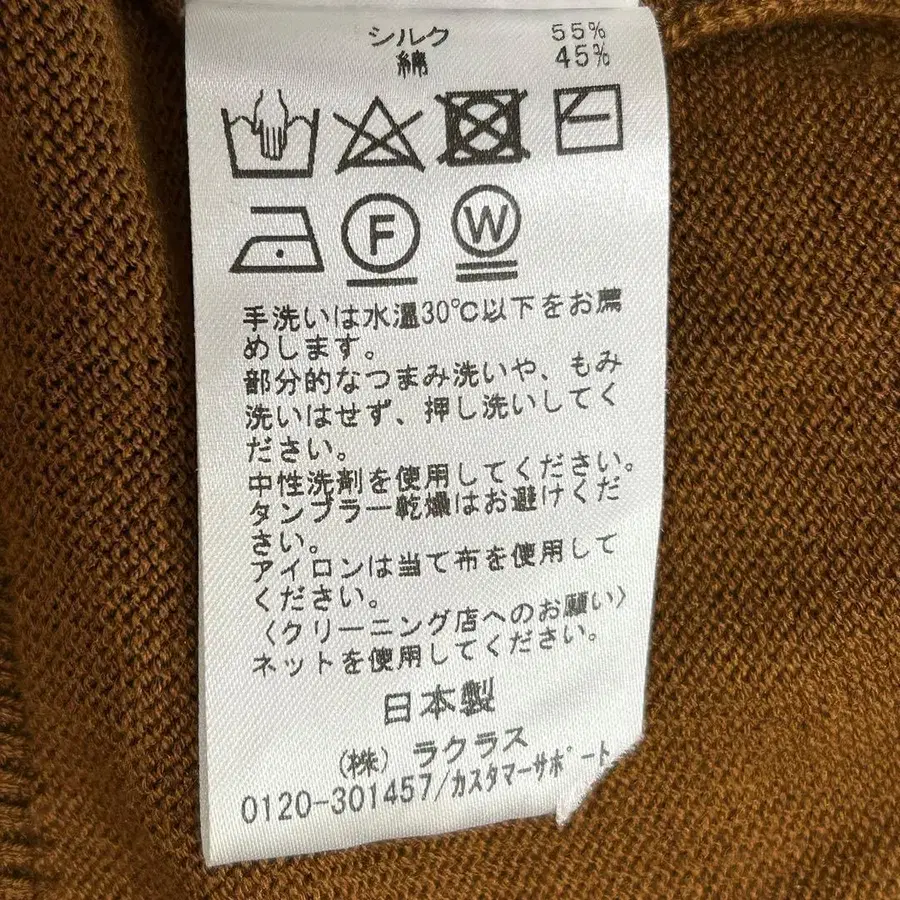 シルク 55%
綿 45%
F W
手洗いは水温30℃以下をお薦
めします。
部分的なつまみ洗いや、もみ
洗いはせず、押し洗いしてく
ださい。
中性洗剤を使用してください。
タンブラー乾燥はお避けくだ
さい。
アイロンは当て布を使用して
ください。
〈クリーニング店へのお願い〉
ネットを使用してください。
日本製
(株) ラクラス
0120-301457/カスタマーサポート